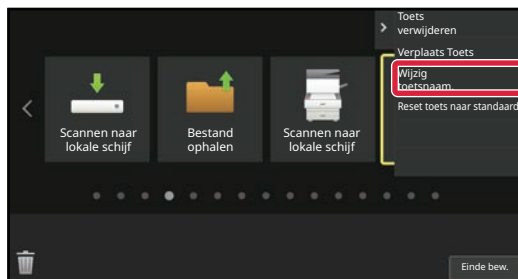 Toets
verwijderen
Verplaats Toets
Wijzig
toetsnaam.
Reset toets naar standaard
Scannen naar
lokale schijf
Bestand
ophalen
Scannen naar
lokale schijf
Einde bew.